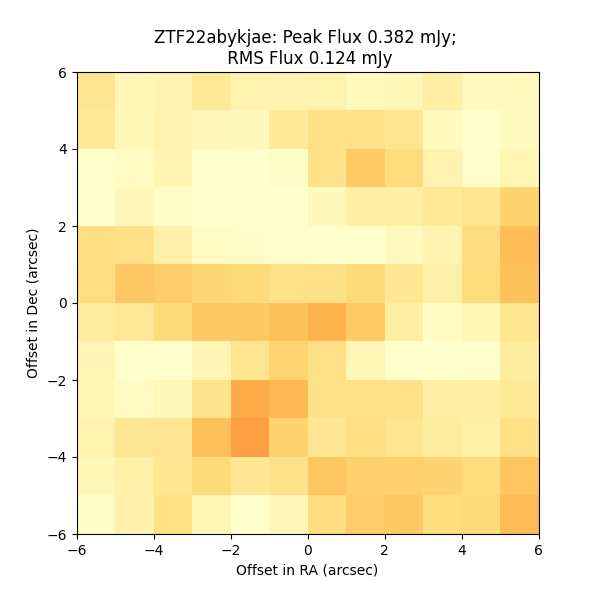 ZTF22abykjae: Peak Flux 0.382 mJy;
RMS Flux 0.124 mJy
6
4
2
0
−2
−4
−6
Offset in Dec (arcsec)
−6 −4 −2 0 2 4 6
Offset in RA (arcsec)